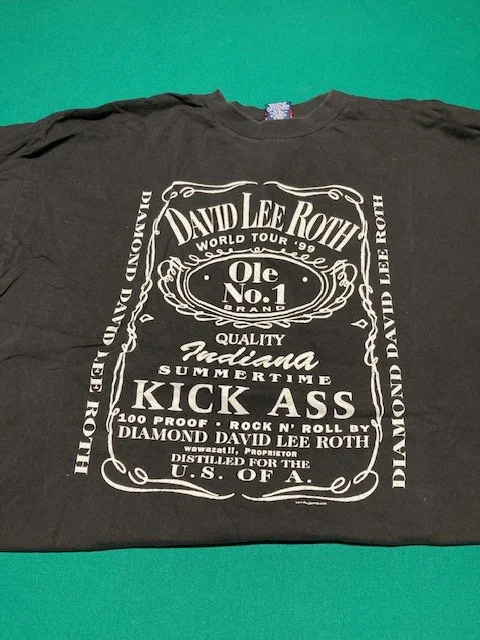 DAVID LEE ROTH
WORLD TOUR '99
Ole
No.1
BRAND
QUALITY
Indiana
SUMMERTIME
KICK ASS
100 PROOF • ROCK N' ROLL BY
DIAMOND DAVID LEE ROTH
wawazat!!, PROPRIETOR
DISTILLED FOR THE
U.S. OF A.
DIAMOND DAVID LEE ROTH
DIAMOND DAVID LEE ROTH